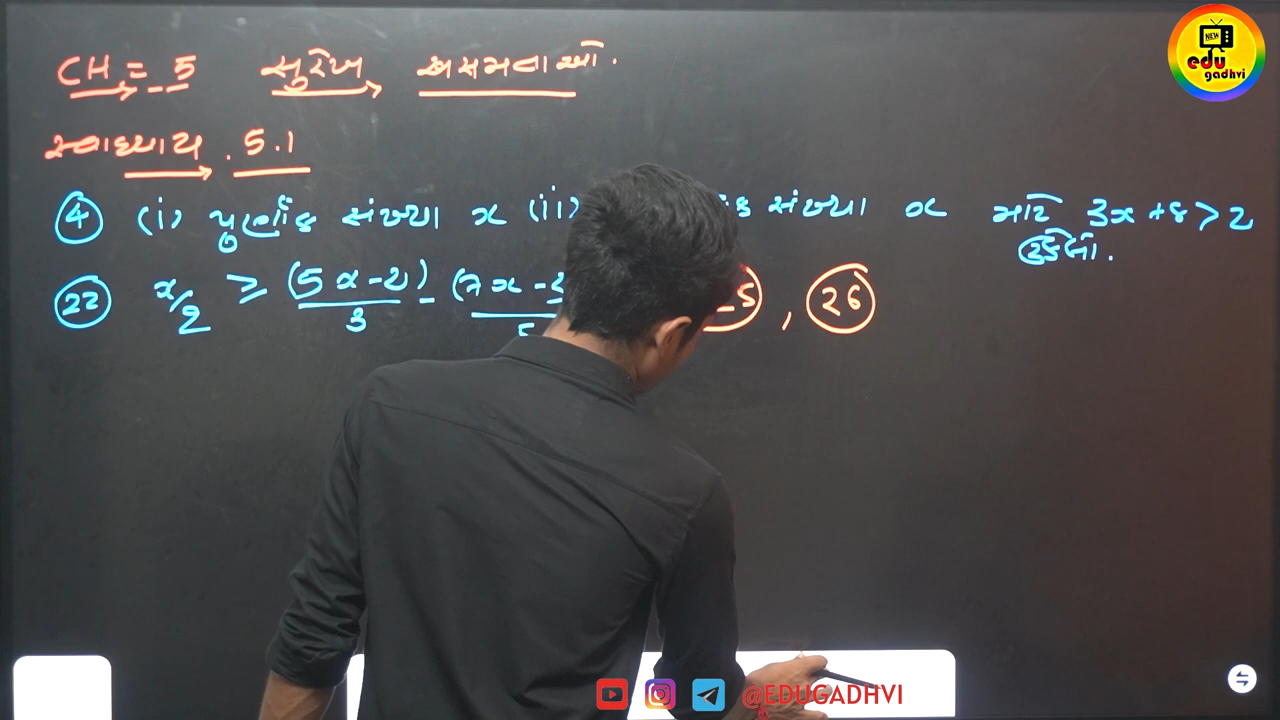 CH = 5 સુરેખ અસમતાઓ.
NEW
edu
gadhvi
સ્વાધ્યાય . 5.1
4 (i) પૂર્ણાંક સંખ્યા x (ii) સંખ્યા x માટે 3x + 8 > 2
ઉકેલો.
22 x/2 ≥ (5x-2)/3 - (7x- 5 , 26
@EDUGADHVI